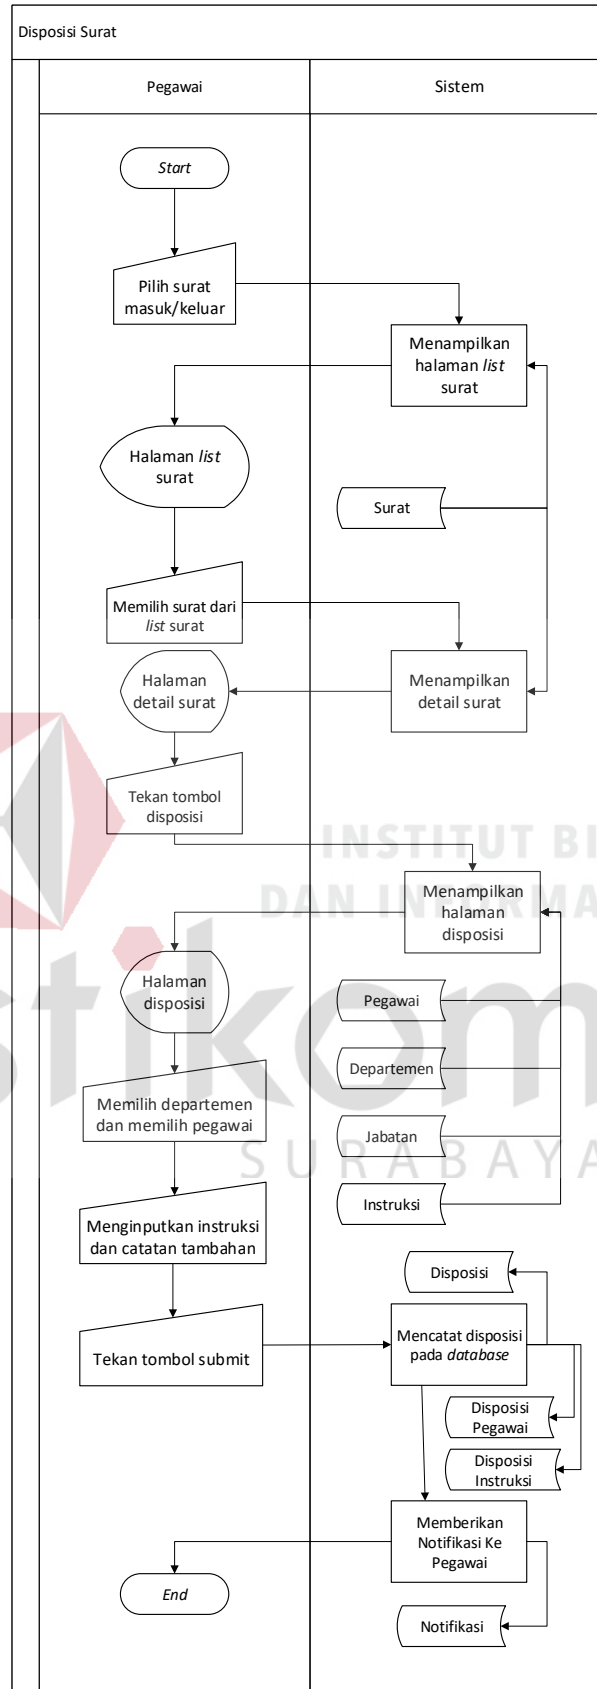 Disposisi Surat
Pegawai
Sistem
Start
Pilih surat
masuk/keluar
Menampilkan
halaman list
surat
Halaman list
surat
Surat
Memilih surat dari
list surat
Halaman
detail surat
Menampilkan
detail surat
Tekan tombol
disposisi
INSTITUT BI
DAN INFORMA
Menampilkan
halaman
disposisi
Halaman
disposisi
Pegawai
stikom
Departemen
Memilih departemen
dan memilih pegawai
Jabatan
SURABAYA
Instruksi
Menginputkan instruksi
dan catatan tambahan
Disposisi
Tekan tombol submit
Mencatat disposisi
pada database
Disposisi
Pegawai
Disposisi
Instruksi
Memberikan
Notifikasi Ke
Pegawai
End
Notifikasi